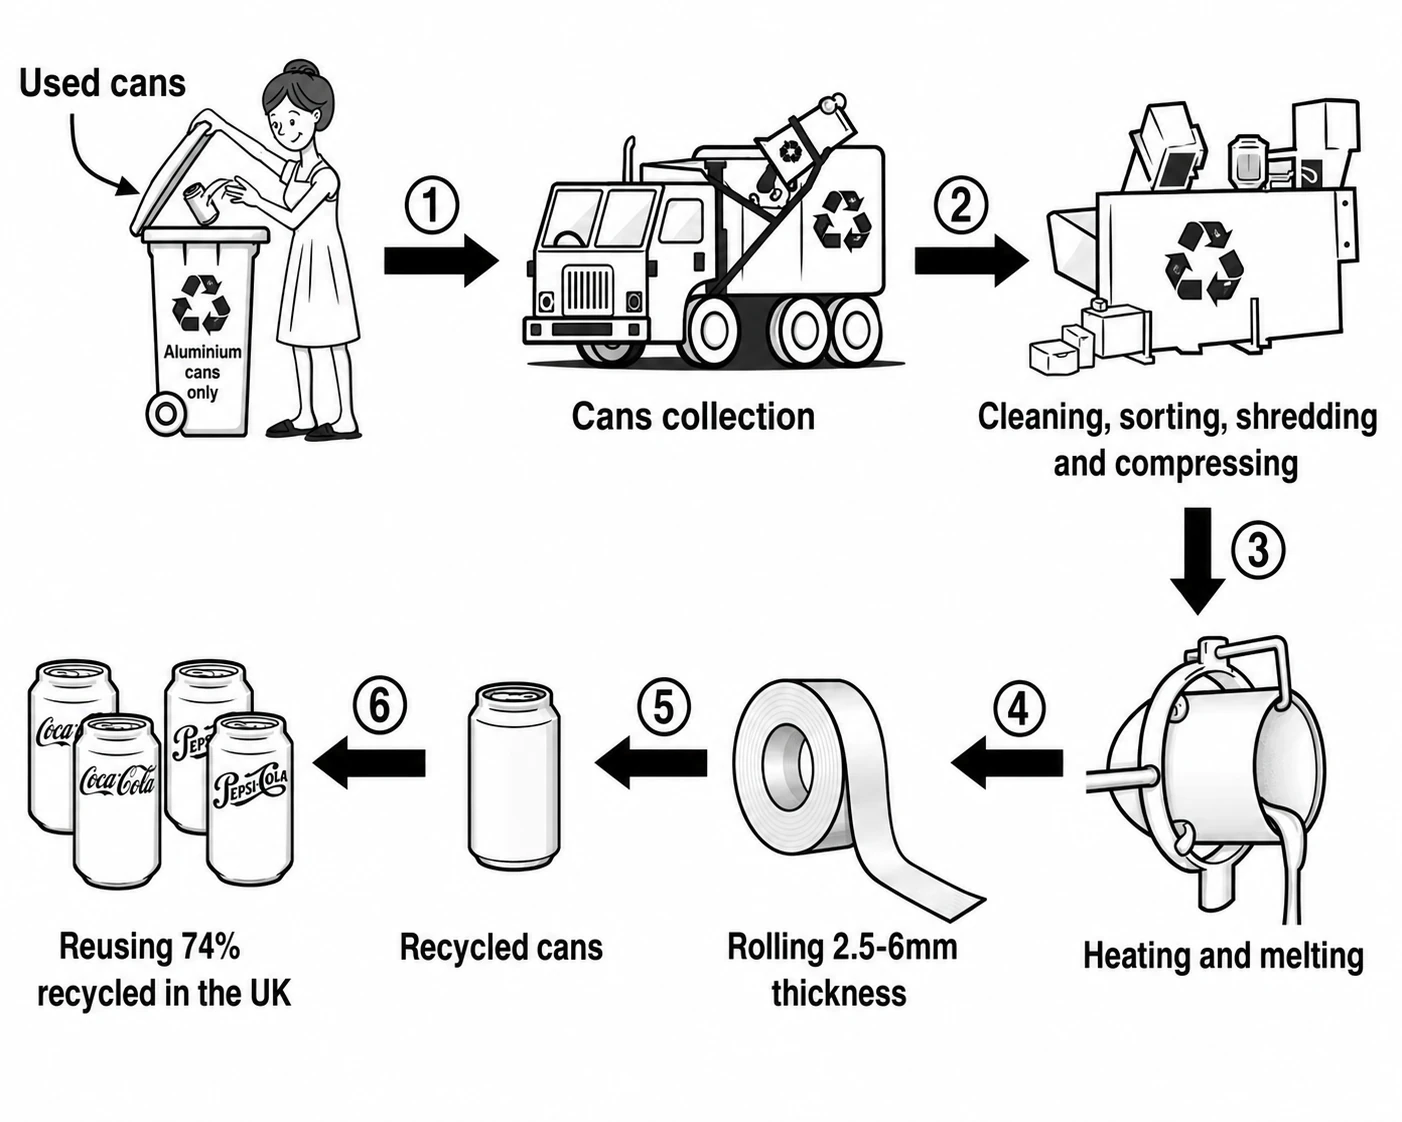 Used cans
Aluminium
cans
only
1
Cans collection
2
Cleaning, sorting, shredding
and compressing
3
Heating and melting
4
Rolling 2.5-6mm
thickness
5
Recycled cans
6
Coca-Cola
PEPSI-COLA
Reusing 74%
recycled in the UK